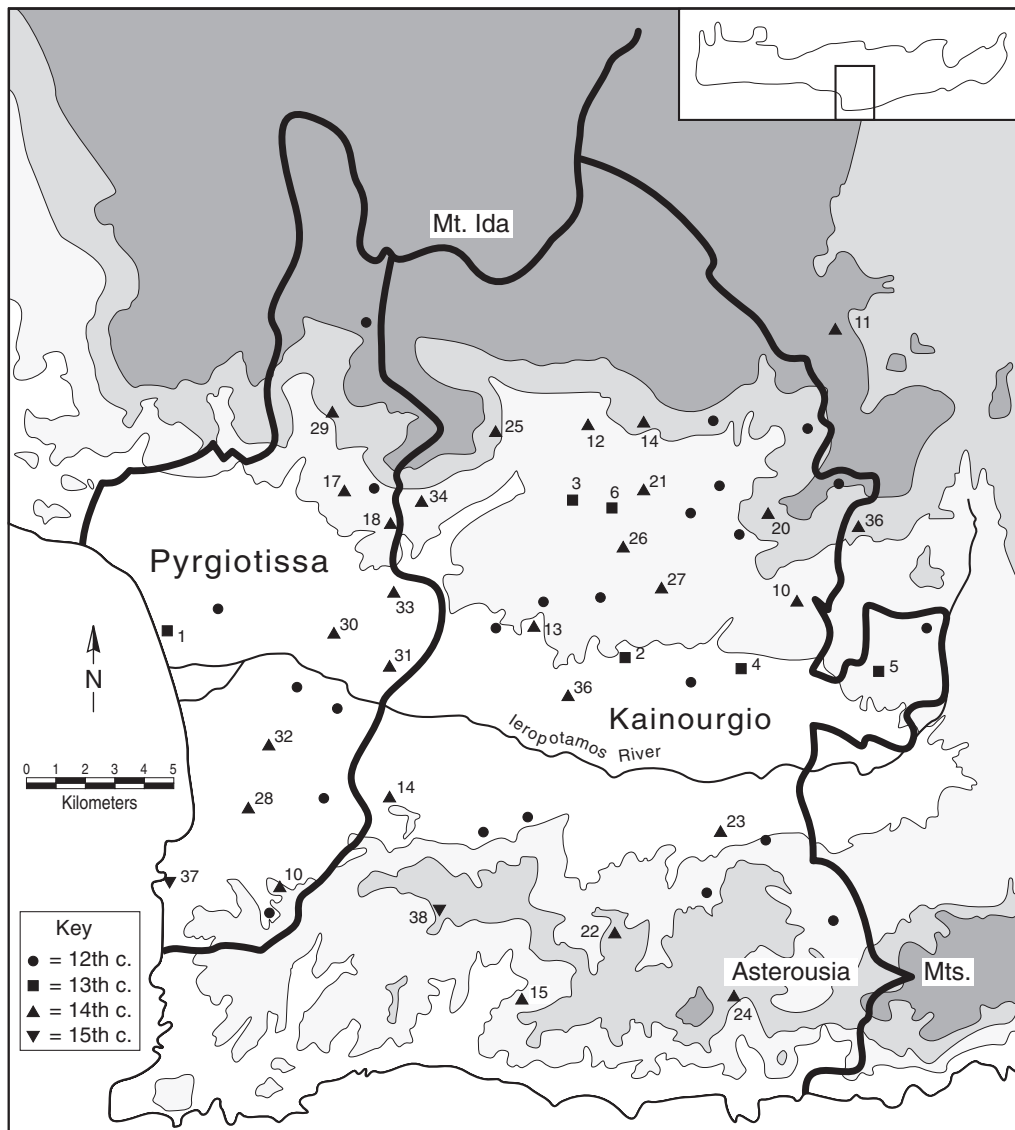 Mt. Ida
11
29
25
12
14
17
34
3
6
21
18
20
36
26
Pyrgiotissa
27
10
33
1
30
13
31
2
4
5
N
36
Kainourgio
Ieropotamos River
32
0 1 2 3 4 5
Kilometers
28
14
23
37
10
38
22
Key
= 12th c.
= 13th c.
= 14th c.
= 15th c.
Asterousia Mts.
15
24